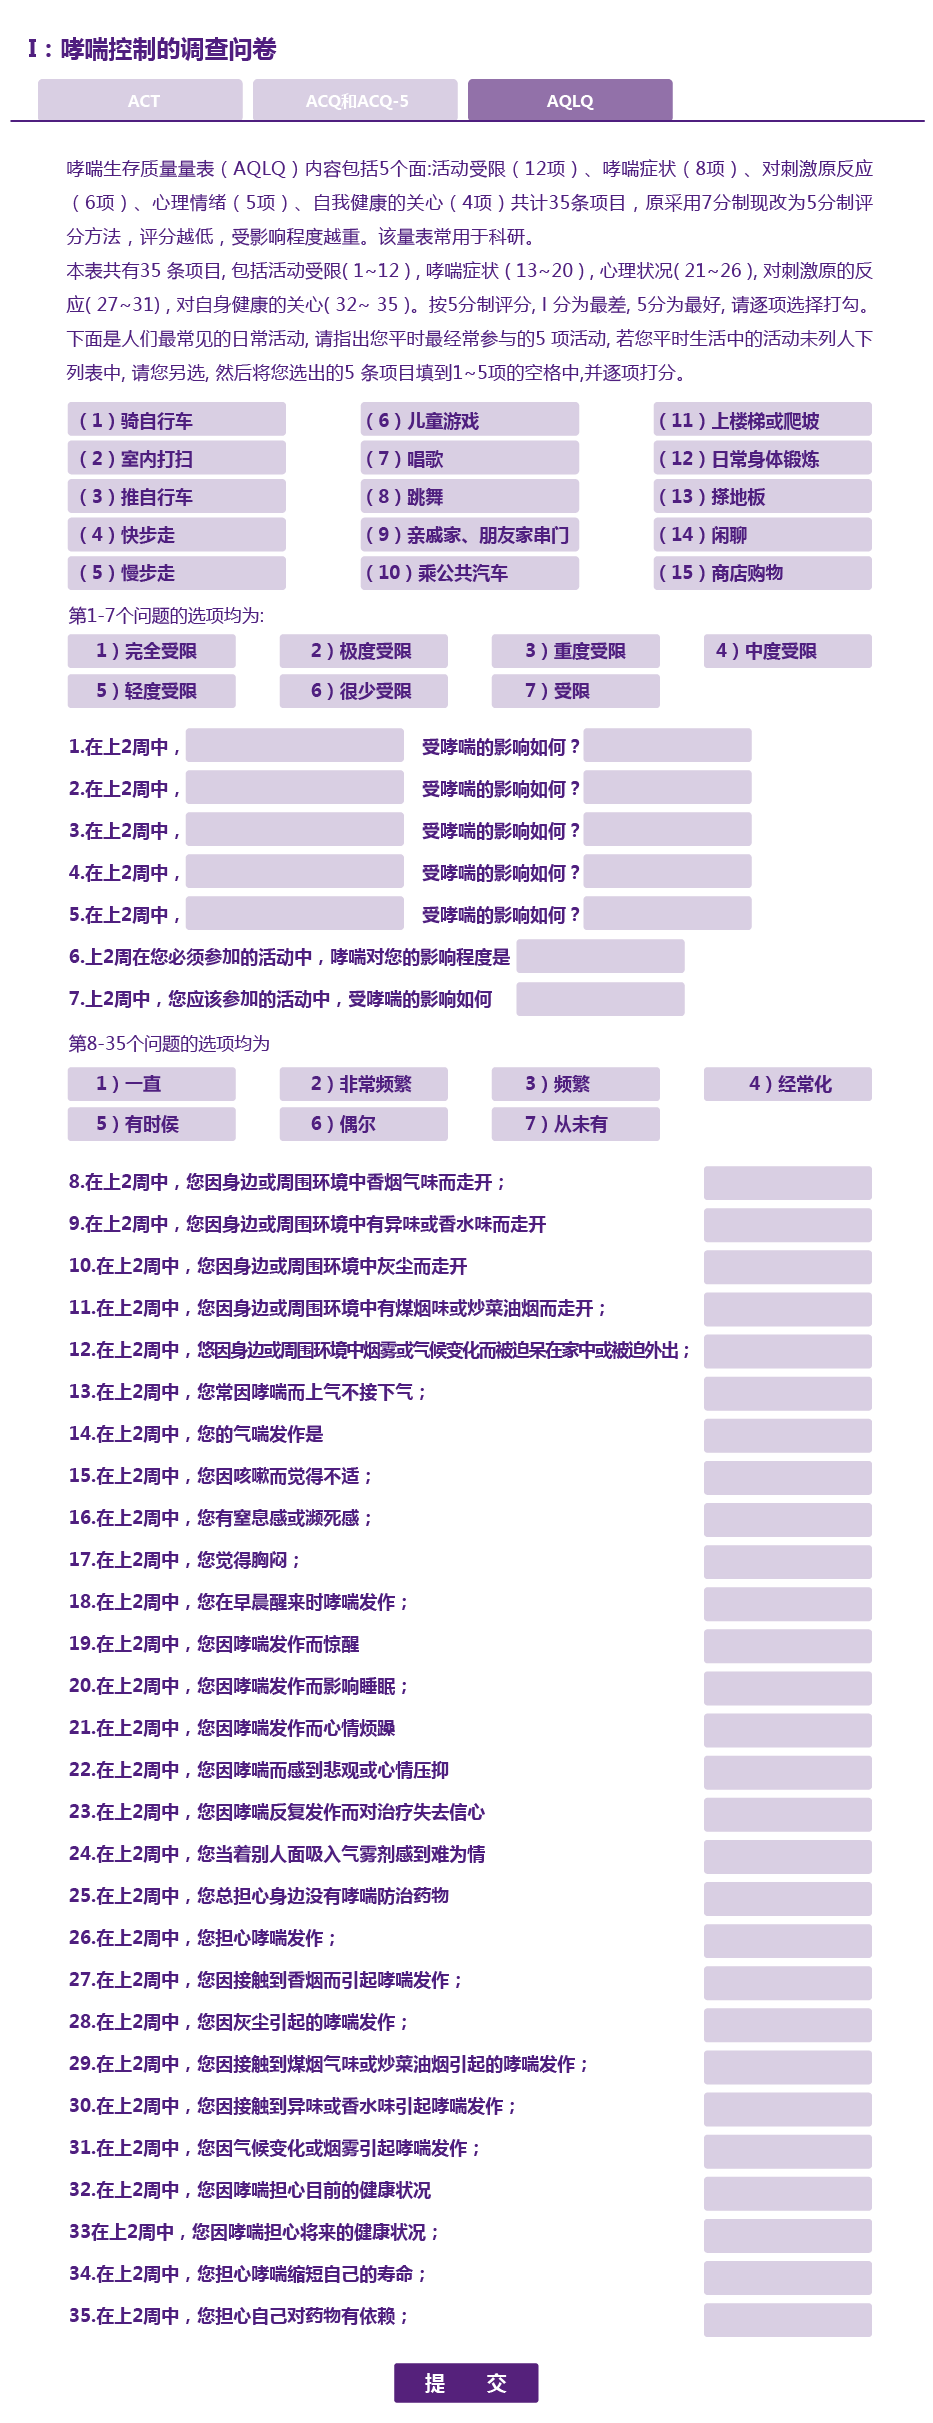 I：哮喘控制的调查问卷
ACT ACQ和ACQ-5 AQLQ
哮喘生存质量量表（AQLQ）内容包括5个面:活动受限（12项）、哮喘症状（8项）、对刺激原反应
（6项）、心理情绪（5项）、自我健康的关心（4项）共计35条项目，原采用7分制现改为5分制评
分方法，评分越低，受影响程度越重。该量表常用于科研。
本表共有35 条项目, 包括活动受限( 1~12 ) , 哮喘症状 ( 13~20 ) , 心理状况( 21~26 ), 对刺激原的反
应( 27~31) , 对自身健康的关心( 32~ 35 )。按5分制评分, l 分为最差, 5分为最好, 请逐项选择打勾。
下面是人们最常见的日常活动, 请指出您平时最经常参与的5 项活动, 若您平时生活中的活动未列人下
列表中, 请您另选, 然后将您选出的5 条项目填到1~5项的空格中,并逐项打分。
（1）骑自行车 （6）儿童游戏 （11）上楼梯或爬坡
（2）室内打扫 （7）唱歌 （12）日常身体锻炼
（3）推自行车 （8）跳舞 （13）搽地板
（4）快步走 （9）亲戚家、朋友家串门 （14）闲聊
（5）慢步走 （10）乘公共汽车 （15）商店购物
第1-7个问题的选项均为:
1）完全受限 2）极度受限 3）重度受限 4）中度受限
5）轻度受限 6）很少受限 7）受限
1.在上2周中， 受哮喘的影响如何？
2.在上2周中， 受哮喘的影响如何？
3.在上2周中， 受哮喘的影响如何？
4.在上2周中， 受哮喘的影响如何？
5.在上2周中， 受哮喘的影响如何？
6.上2周在您必须参加的活动中，哮喘对您的影响程度是
7.上2周中，您应该参加的活动中，受哮喘的影响如何
第8-35个问题的选项均为
1）一直 2）非常频繁 3）频繁 4）经常化
5）有时侯 6）偶尔 7）从未有
8.在上2周中，您因身边或周围环境中香烟气味而走开；
9.在上2周中，您因身边或周围环境中有异味或香水味而走开
10.在上2周中，您因身边或周围环境中灰尘而走开
11.在上2周中，您因身边或周围环境中有煤烟味或炒菜油烟而走开；
12.在上2周中，悠因身边或周围环境中烟雾或气候变化而被迫呆在家中或被迫外出；
13.在上2周中，您常因哮喘而上气不接下气；
14.在上2周中，您的气喘发作是
15.在上2周中，您因咳嗽而觉得不适；
16.在上2周中，您有窒息感或濒死感；
17.在上2周中，您觉得胸闷；
18.在上2周中，您在早晨醒来时哮喘发作；
19.在上2周中，您因哮喘发作而惊醒
20.在上2周中，您因哮喘发作而影响睡眠；
21.在上2周中，您因哮喘发作而心情烦躁
22.在上2周中，您因哮喘而感到悲观或心情压抑
23.在上2周中，您因哮喘反复发作而对治疗失去信心
24.在上2周中，您当着别人面吸入气雾剂感到难为情
25.在上2周中，您总担心身边没有哮喘防治药物
26.在上2周中，您担心哮喘发作；
27.在上2周中，您因接触到香烟而引起哮喘发作；
28.在上2周中，您因灰尘引起的哮喘发作；
29.在上2周中，您因接触到煤烟气味或炒菜油烟引起的哮喘发作；
30.在上2周中，您因接触到异味或香水味引起哮喘发作；
31.在上2周中，您因气候变化或烟雾引起哮喘发作；
32.在上2周中，您因哮喘担心目前的健康状况
33在上2周中，您因哮喘担心将来的健康状况；
34.在上2周中，您担心哮喘缩短自己的寿命；
35.在上2周中，您担心自己对药物有依赖；
提 交